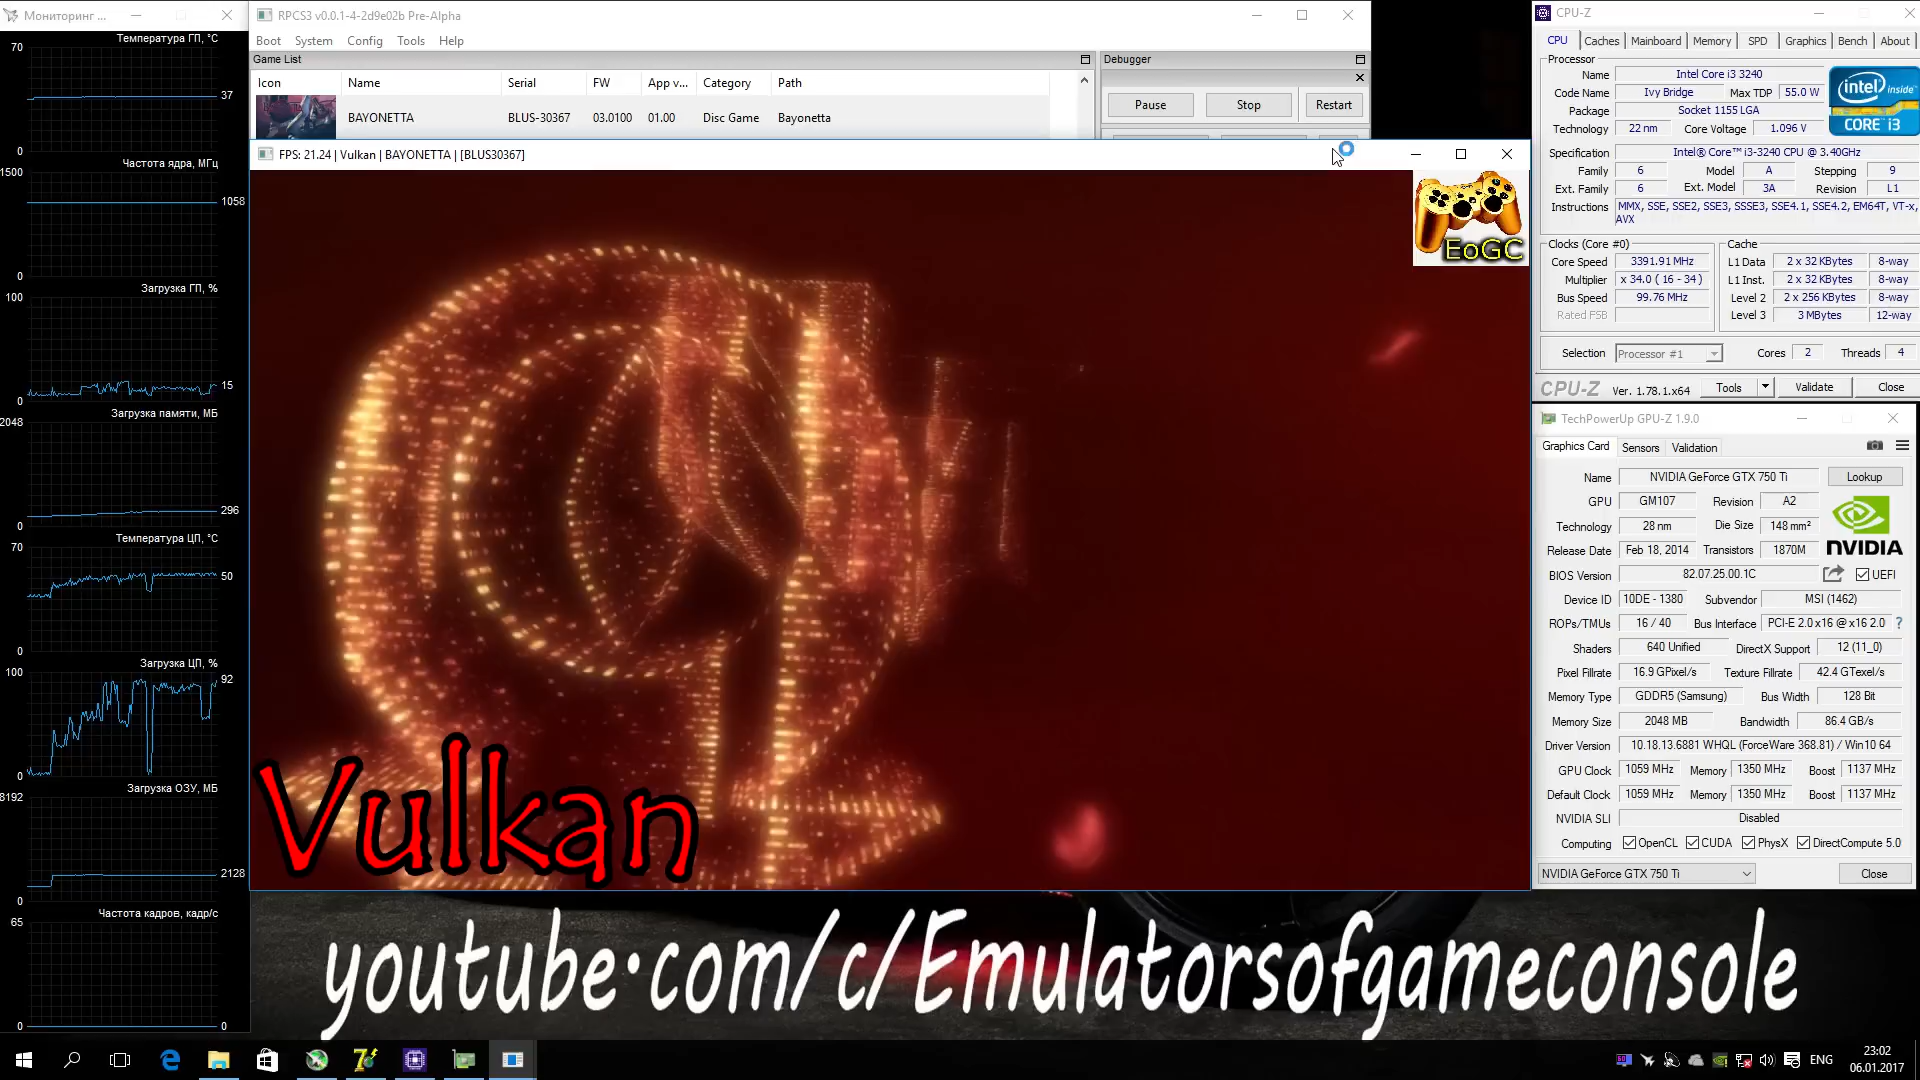 Мониторинг ...
Температура ГП, °C
70
37
0
Частота ядра, МГц
1500
1058
0
Загрузка ГП, %
100
15
0
Загрузка памяти, МБ
2048
296
0
Температура ЦП, °C
70
50
0
Загрузка ЦП, %
100
92
0
Загрузка ОЗУ, МБ
8192
2128
0
Частота кадров, кадр/с
65
0
0
RPCS3 v0.0.1-4-2d9e02b Pre-Alpha
Boot System Config Tools Help
Game List
Icon Name Serial FW App v... Category Path
BAYONETTA BLUS-30367 03.0100 01.00 Disc Game Bayonetta
Debugger
Pause Stop Restart
FPS: 21.24 | Vulkan | BAYONETTA | [BLUS30367]
EoGC
Vulkan
youtube.com/c/Emulatorsofgameconsole
CPU-Z
CPU Caches Mainboard Memory SPD Graphics Bench About
Processor
Name Intel Core i3 3240
Code Name Ivy Bridge Max TDP 55.0 W
Package Socket 1155 LGA
Technology 22 nm Core Voltage 1.096 V
intel inside™
CORE i3
Specification Intel® Core™ i3-3240 CPU @ 3.40GHz
Family 6 Model A Stepping 9
Ext. Family 6 Ext. Model 3A Revision L1
Instructions MMX, SSE, SSE2, SSE3, SSSE3, SSE4.1, SSE4.2, EM64T, VT-x,
AVX
Clocks (Core #0) Cache
Core Speed 3391.91 MHz L1 Data 2 x 32 KBytes 8-way
Multiplier x 34.0 ( 16 - 34 ) L1 Inst. 2 x 32 KBytes 8-way
Bus Speed 99.76 MHz Level 2 2 x 256 KBytes 8-way
Rated FSB Level 3 3 MBytes 12-way
Selection Processor #1 Cores 2 Threads 4
CPU-Z Ver. 1.78.1.x64 Tools Validate Close
TechPowerUp GPU-Z 1.9.0
Graphics Card Sensors Validation
Name NVIDIA GeForce GTX 750 Ti Lookup
GPU GM107 Revision A2
Technology 28 nm Die Size 148 mm²
Release Date Feb 18, 2014 Transistors 1870M
NVIDIA
BIOS Version 82.07.25.00.1C UEFI
Device ID 10DE - 1380 Subvendor MSI (1462)
ROPs/TMUs 16 / 40 Bus Interface PCI-E 2.0 x16 @ x16 2.0 ?
Shaders 640 Unified DirectX Support 12 (11_0)
Pixel Fillrate 16.9 GPixel/s Texture Fillrate 42.4 GTexel/s
Memory Type GDDR5 (Samsung) Bus Width 128 Bit
Memory Size 2048 MB Bandwidth 86.4 GB/s
Driver Version 10.18.13.6881 WHQL (ForceWare 368.81) / Win10 64
GPU Clock 1059 MHz Memory 1350 MHz Boost 1137 MHz
Default Clock 1059 MHz Memory 1350 MHz Boost 1137 MHz
NVIDIA SLI Disabled
Computing OpenCL CUDA PhysX DirectCompute 5.0
NVIDIA GeForce GTX 750 Ti Close
ENG
23:02
06.01.2017